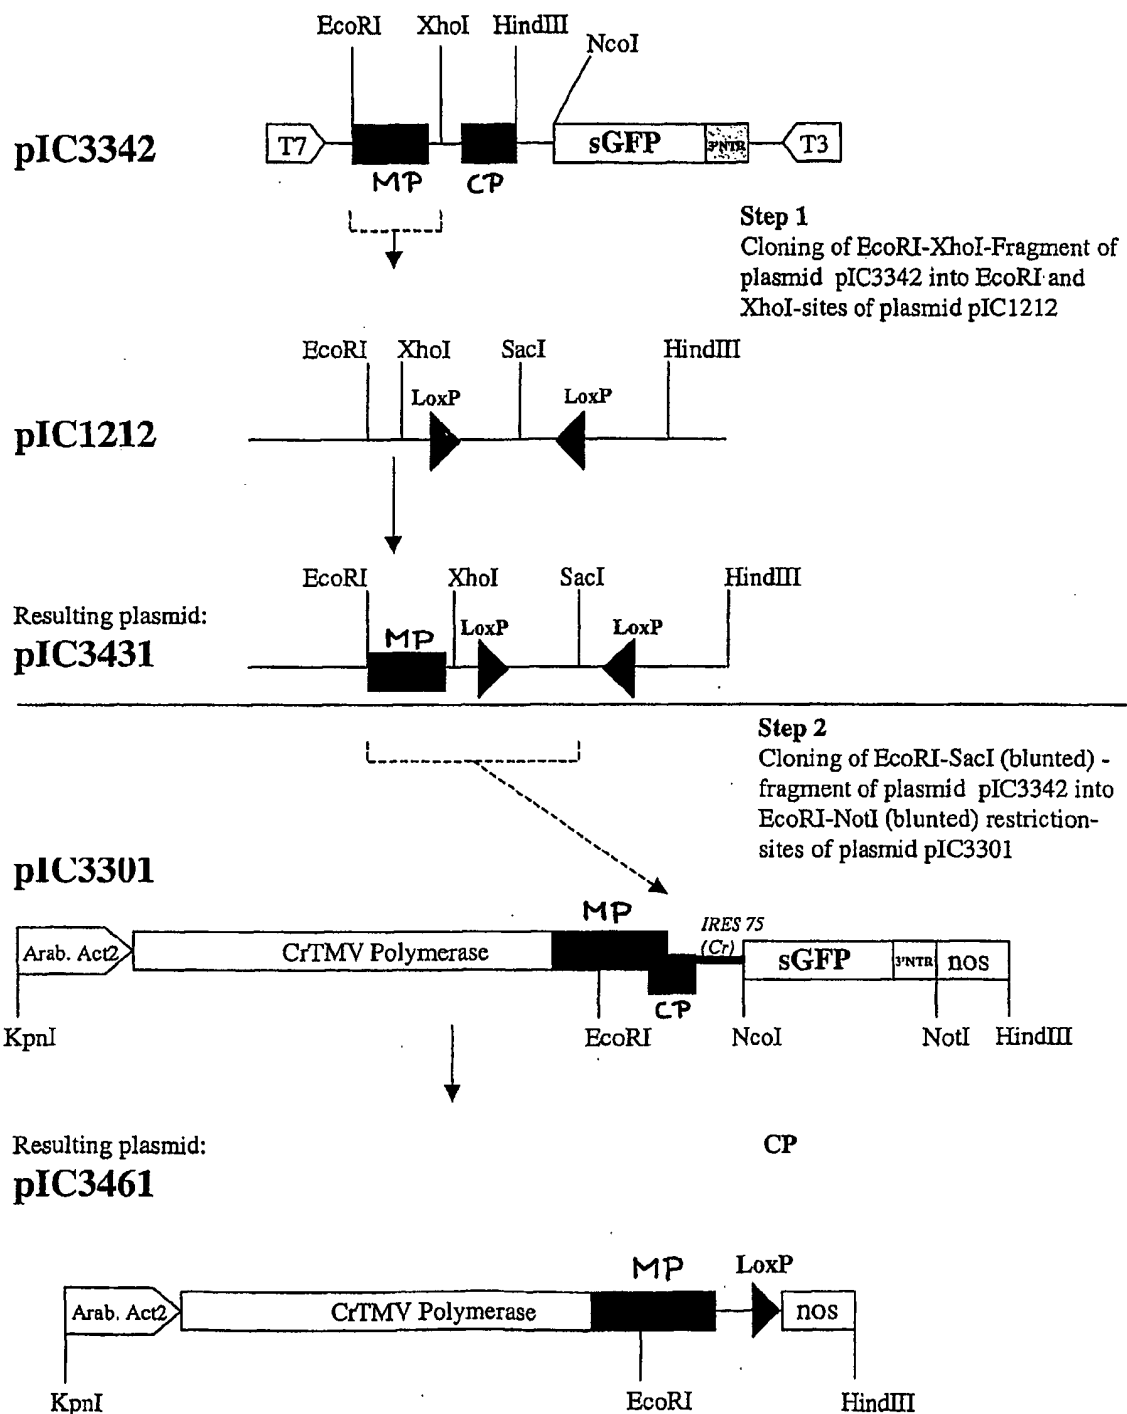 EcoRI XhoI HindIII
NcoI
pIC3342
T7 sGFP 3'NTR T3
MP CP
Step 1
Cloning of EcoRI-XhoI-Fragment of
plasmid pIC3342 into EcoRI and
XhoI-sites of plasmid pIC1212
EcoRI XhoI SacI HindIII
LoxP LoxP
pIC1212
EcoRI XhoI SacI HindIII
Resulting plasmid:
MP LoxP LoxP
pIC3431
Step 2
Cloning of EcoRI-SacI (blunted) -
fragment of plasmid pIC3342 into
EcoRI-NotI (blunted) restriction-
sites of plasmid pIC3301
pIC3301
MP IRES 75
(Cr)
Arab. Act2 CrTMV Polymerase sGFP 3'NTR nos
CP
KpnI EcoRI NcoI NotI HindIII
Resulting plasmid: CP
pIC3461
MP LoxP
Arab. Act2 CrTMV Polymerase nos
KpnI EcoRI HindIII